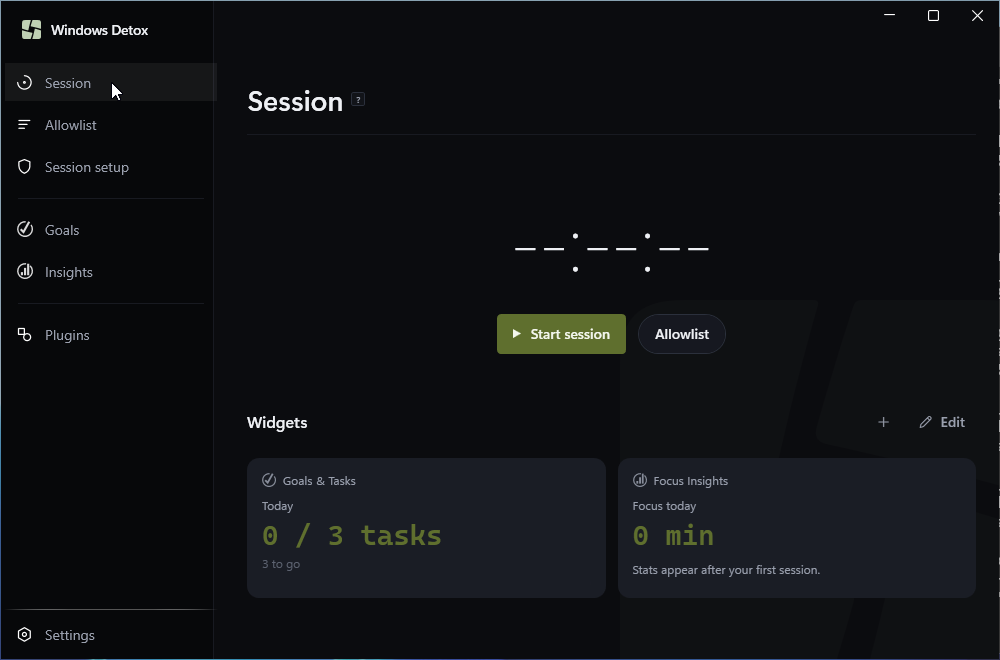 Windows Detox
Session
Allowlist
Session setup
Goals
Insights
Plugins
Settings
Session ?
--:--:--
Start session
Allowlist
Widgets
+ Edit
Goals & Tasks
Today
0 / 3 tasks
3 to go
Focus Insights
Focus today
0 min
Stats appear after your first session.